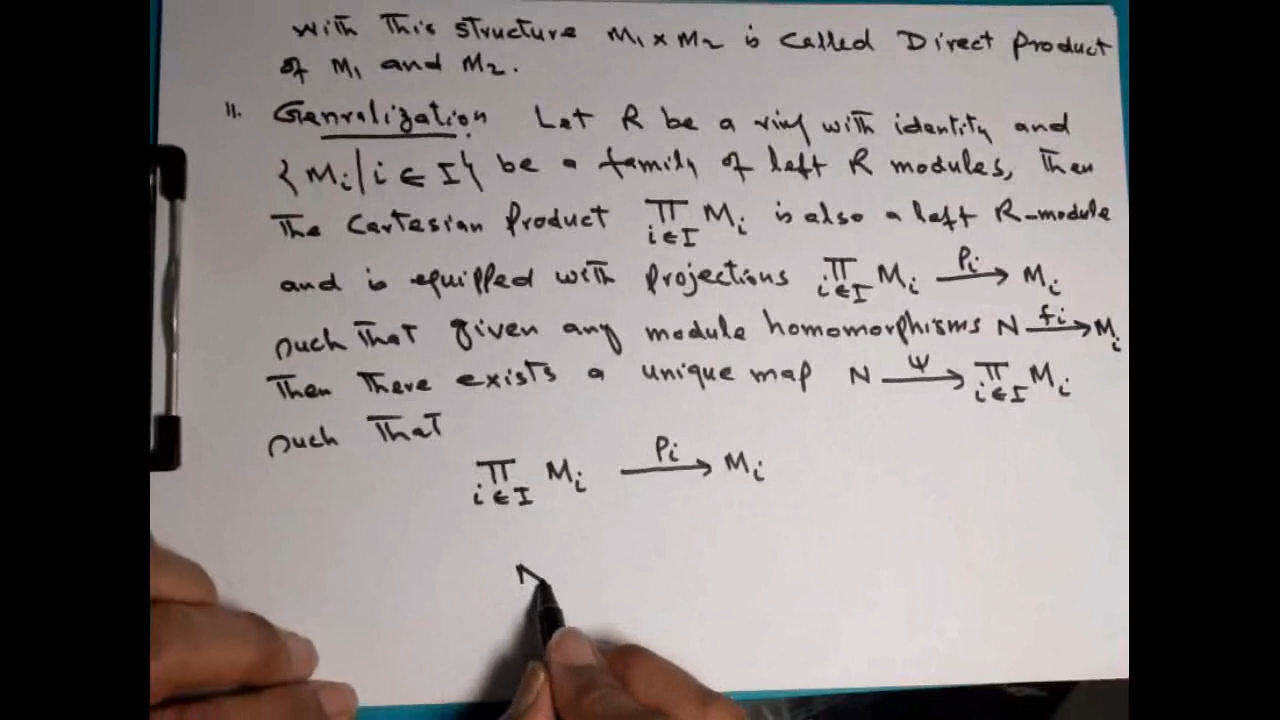 with This structure M₁ x M₂ is called Direct product
of M₁ and M₂.
11. Genralization. Let R be a ring with identity and
{Mᵢ/i ∈ I} be a family of left R modules, Then
The Cartesian Product ∏ᵢ∈I Mᵢ is also a left R-module
and is equipped with projections ∏ᵢ∈I Mᵢ —Pᵢ→ Mᵢ
such That given any module homomorphisms N —fᵢ→ Mᵢ
Then There exists a unique map N —Ψ→ ∏ᵢ∈I Mᵢ
such That
∏ᵢ∈I Mᵢ —Pᵢ→ Mᵢ